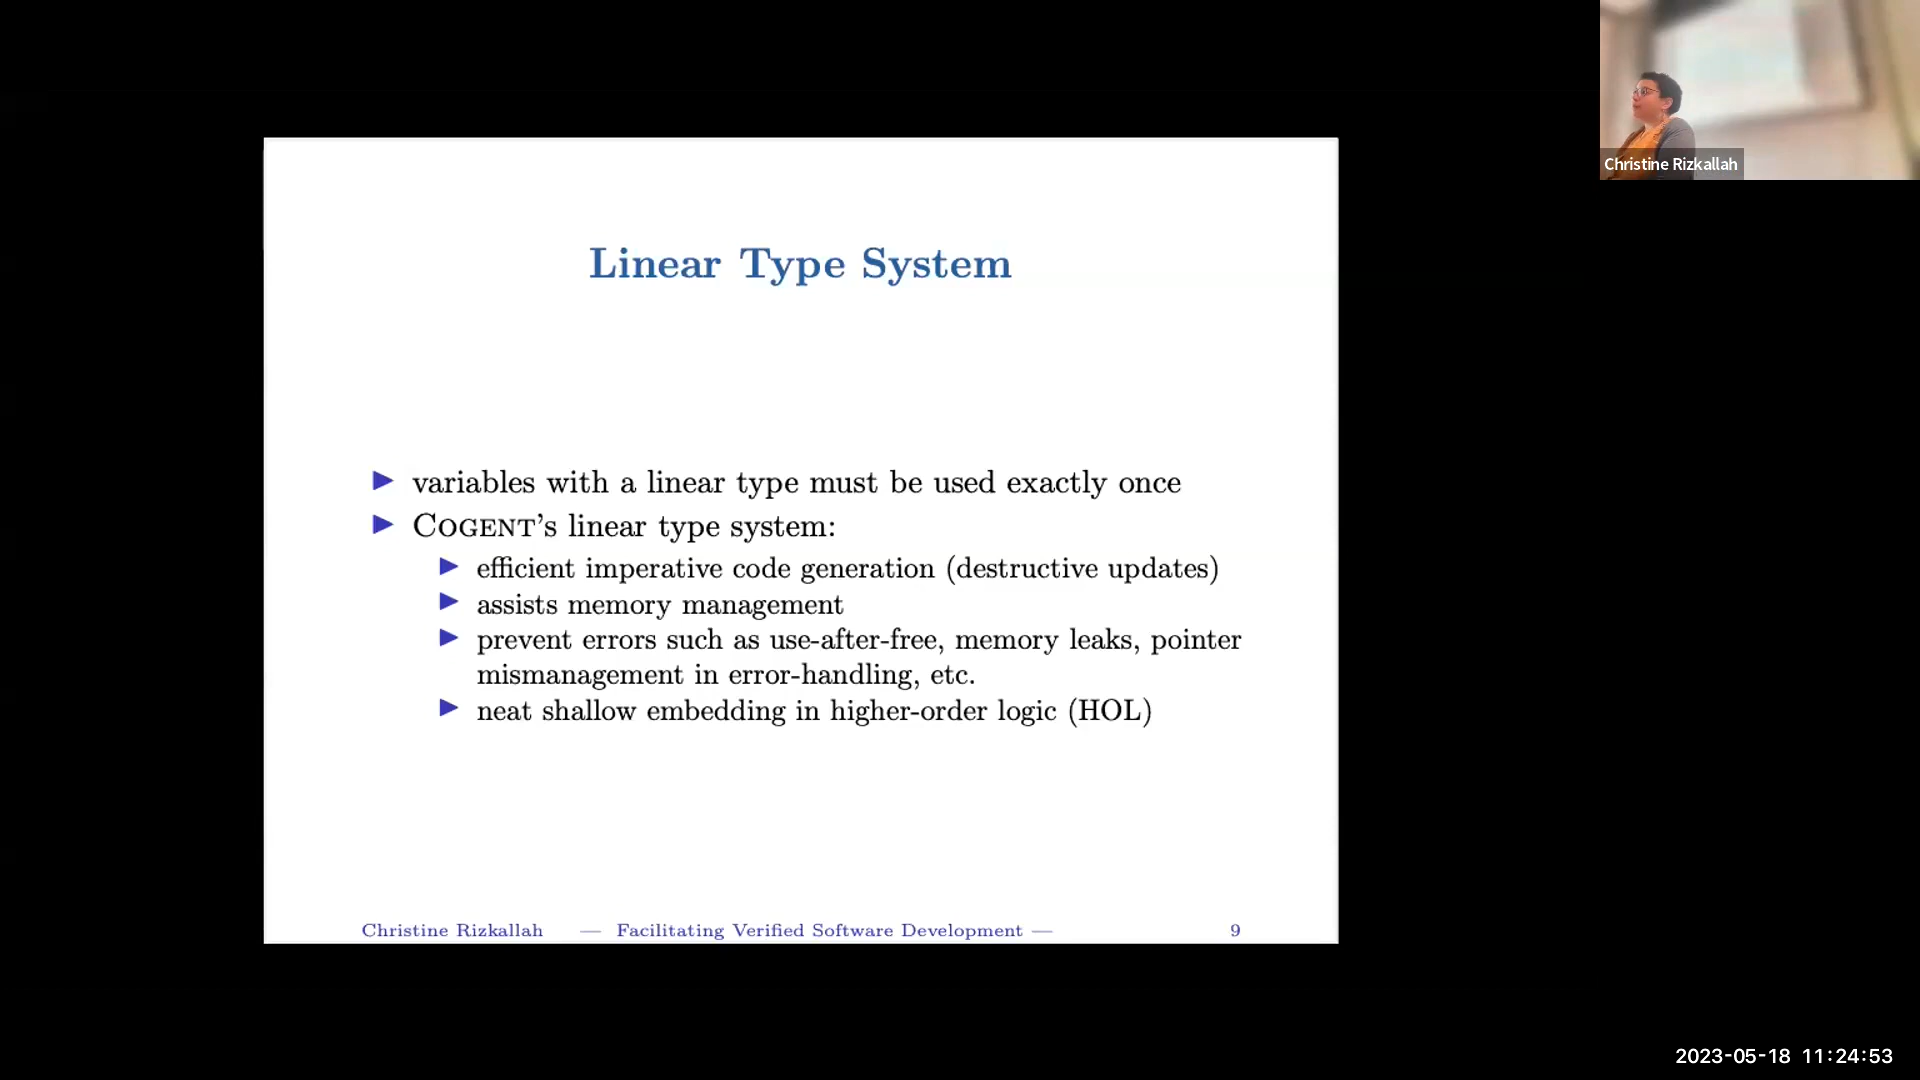 Christine Rizkallah
Linear Type System
▶ variables with a linear type must be used exactly once
▶ COGENT's linear type system:
▶ efficient imperative code generation (destructive updates)
▶ assists memory management
▶ prevent errors such as use-after-free, memory leaks, pointer
mismanagement in error-handling, etc.
▶ neat shallow embedding in higher-order logic (HOL)
Christine Rizkallah — Facilitating Verified Software Development — 9
2023-05-18 11:24:53